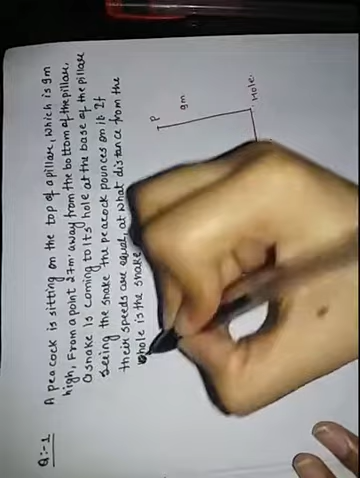 Q:-1 A peacock is sitting on the top of a pillar, which is 9m
high, From a point 27m. away from the bottom of the pillar,
a snake is coming to its' hole at the base of the pillar
seeing the snake the peacock pounces on it. If
their speeds are equal, at what distance from the
whole is the snake
P
9m
Hole